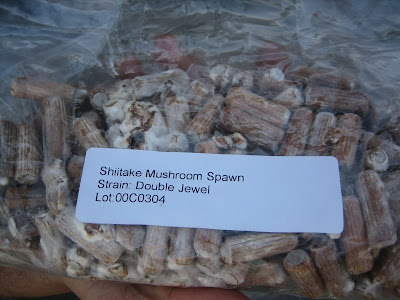 Shiitake Mushroom Spawn
Strain: Double Jewel
Lot:00C0304